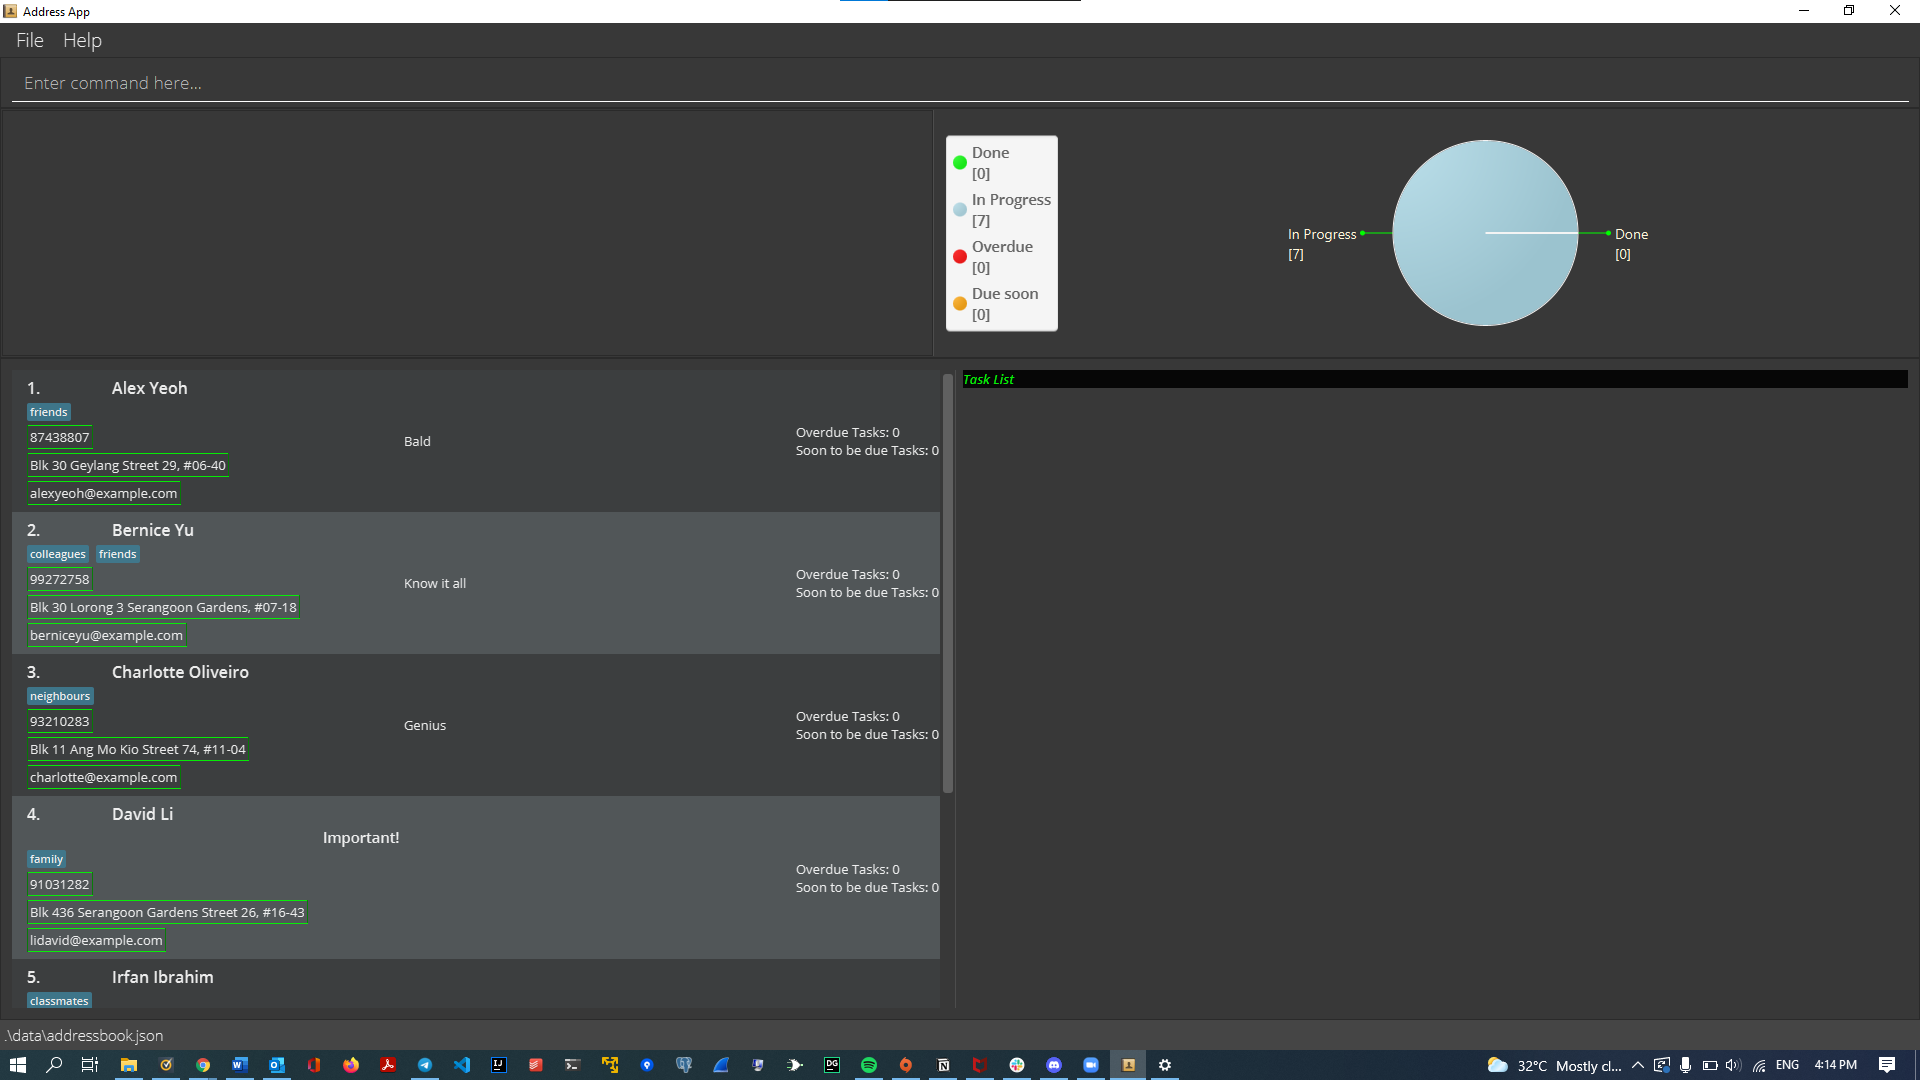 Address App
File Help
Enter command here...
Done
[0]
In Progress
[7]
Overdue
[0]
Due soon
[0]
In Progress
[7]
Done
[0]
1. Alex Yeoh
friends
87438807
Blk 30 Geylang Street 29, #06-40
alexyeoh@example.com
Bald
Overdue Tasks: 0
Soon to be due Tasks: 0
2. Bernice Yu
colleagues friends
99272758
Blk 30 Lorong 3 Serangoon Gardens, #07-18
berniceyu@example.com
Know it all
Overdue Tasks: 0
Soon to be due Tasks: 0
3. Charlotte Oliveiro
neighbours
93210283
Blk 11 Ang Mo Kio Street 74, #11-04
charlotte@example.com
Genius
Overdue Tasks: 0
Soon to be due Tasks: 0
4. David Li
Important!
family
91031282
Blk 436 Serangoon Gardens Street 26, #16-43
lidavid@example.com
Overdue Tasks: 0
Soon to be due Tasks: 0
5. Irfan Ibrahim
classmates
Task List
.\data\addressbook.json
32°C Mostly cl... ENG 4:14 PM